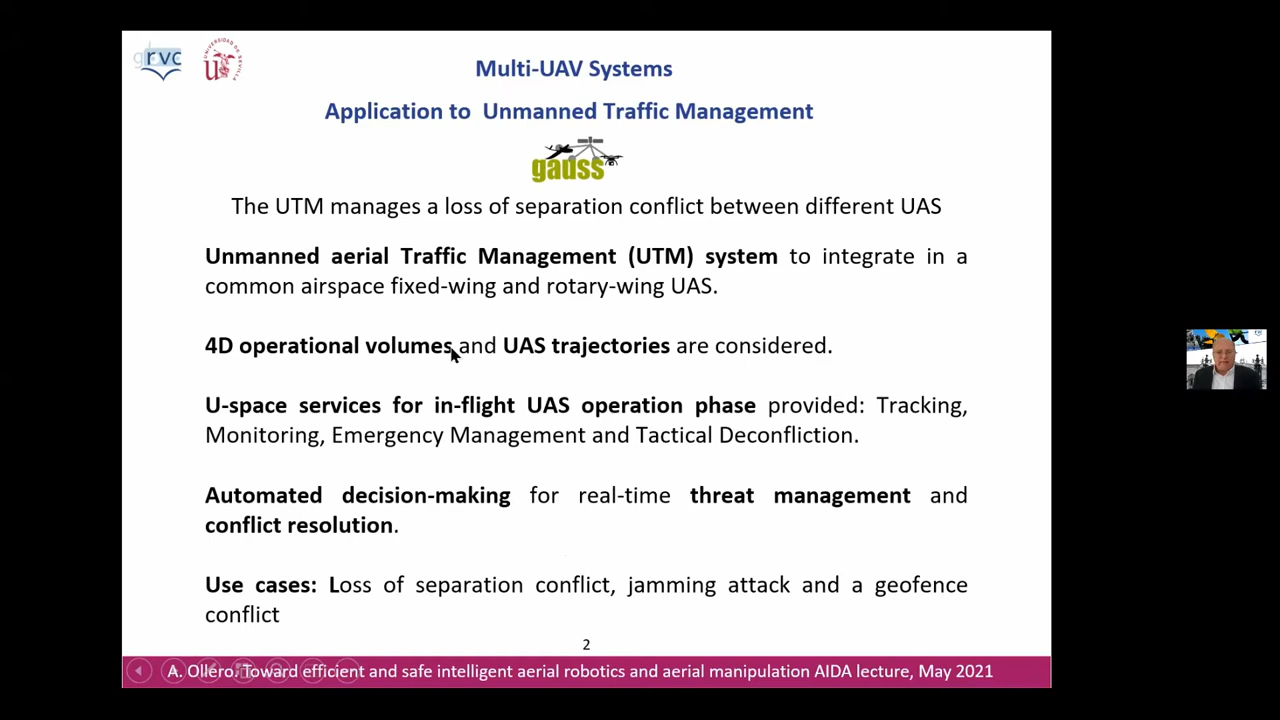 grvc
UNIVERSIDAD DE SEVILLA
Multi-UAV Systems
Application to Unmanned Traffic Management
gauss
The UTM manages a loss of separation conflict between different UAS
Unmanned aerial Traffic Management (UTM) system to integrate in a
common airspace fixed-wing and rotary-wing UAS.
4D operational volumes and UAS trajectories are considered.
U-space services for in-flight UAS operation phase provided: Tracking,
Monitoring, Emergency Management and Tactical Deconfliction.
Automated decision-making for real-time threat management and
conflict resolution.
Use cases: Loss of separation conflict, jamming attack and a geofence
conflict
2
A. Ollero. Toward efficient and safe intelligent aerial robotics and aerial manipulation AIDA lecture, May 2021